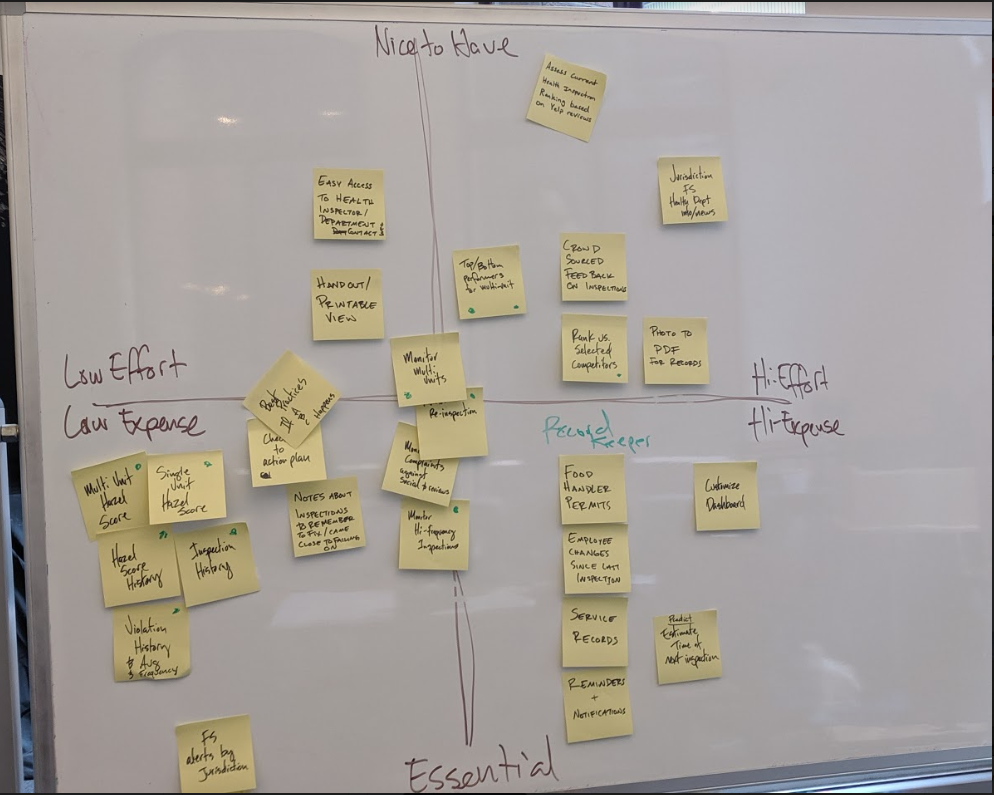 Nice to Have
Assess Current
Health Inspection
Ranking based
on Yelp reviews
Jurisdiction
FS
Health Dept
info/news
EASY ACCESS
TO HEALTH
INSPECTOR/
DEPARTMENT
CONTACT
CROWD
SOURCED
FEEDBACK
ON INSPECTIONS
Top/Bottom
performers
for multiunit
HANDOUT/
PRINTABLE
VIEW
Rank vs.
Selected
Competitors
PHOTO TO
PDF
FOR RECORDS
Monitor
Multi
Units
Low Effort
Low Expense
Hi-Effort
Hi-Expense
Best
Practices
IF A
Happens
Re-inspection
Record
Keeper
to
action plan
Complaints
against
Social & reviews
Multi Unit
Hazel
Score
Single
Unit
Hazel Score
FOOD
HANDLER
PERMITS
Customize
Dashboard
NOTES ABOUT
INSPECTIONS
TO REMEMBER
TO FIX/CAME
CLOSE TO FAILING
ON
Monitor
Hi-frequency
Inspections
Hazel
Score
History
Inspection
History
EMPLOYEE
CHANGES
SINCE LAST
INSPECTION
Violation
History
& Avg
& Frequency
SERVICE
RECORDS
Predict
Estimate
Time of
next inspection
REMINDERS
+
NOTIFICATIONS
FS
alerts by
Jurisdiction
Essential